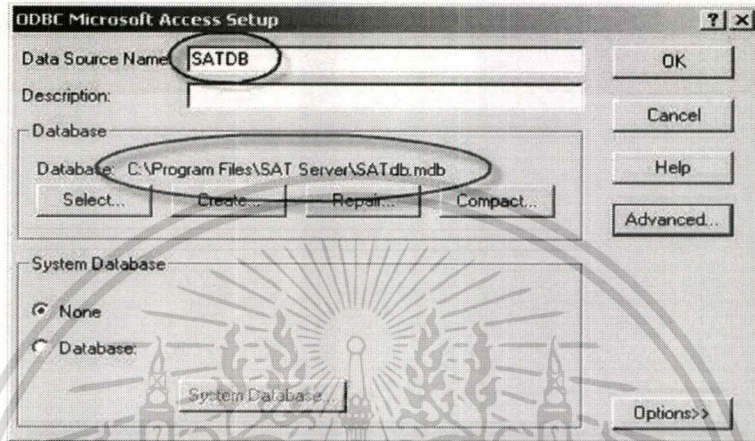 ODBC Microsoft Access Setup
Data Source Name: SATDB
OK
Description:
Cancel
Database
Database: C:\Program Files\SAT Server\SATdb.mdb
Help
Select... Create... Repair... Compact...
Advanced...
System Database
None
Database:
System Database...
Options>>